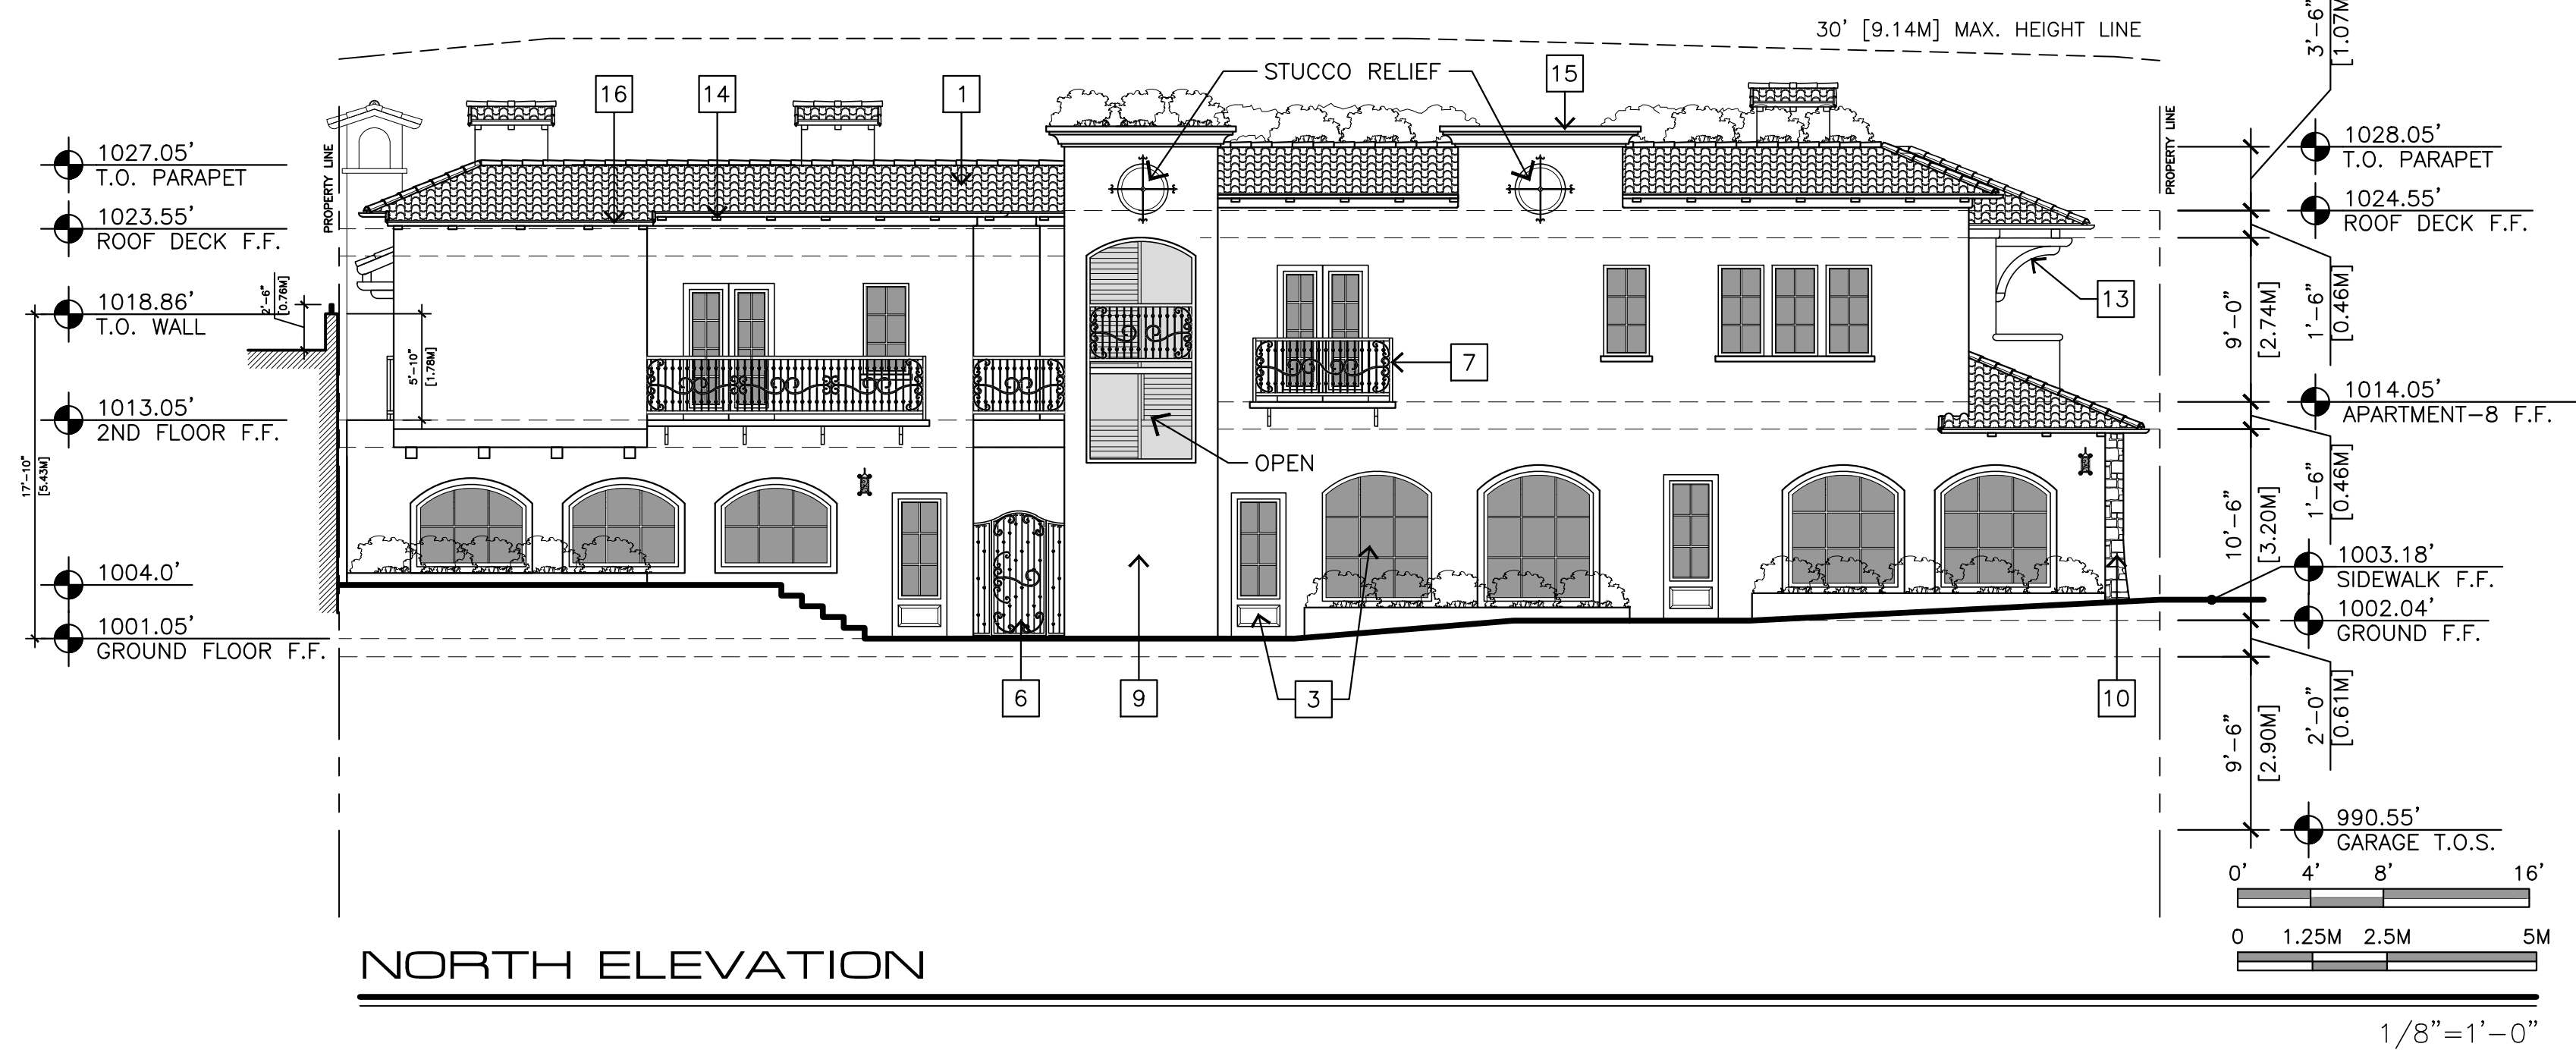 30' [9.14M] MAX. HEIGHT LINE
3'-6"
[1.07M]
STUCCO RELIEF
16
14
1
15
PROPERTY LINE
PROPERTY LINE
1027.05'
T.O. PARAPET
1023.55'
ROOF DECK F.F.
1018.86'
T.O. WALL
2'-6"
[0.76M]
5'-10"
[1.78M]
1013.05'
2ND FLOOR F.F.
17'-10"
[5.43M]
1004.0'
1001.05'
GROUND FLOOR F.F.
OPEN
7
13
6
9
3
10
1028.05'
T.O. PARAPET
1024.55'
ROOF DECK F.F.
9'-0"
[2.74M]
1'-6"
[0.46M]
1014.05'
APARTMENT-8 F.F.
10'-6"
[3.20M]
1'-6"
[0.46M]
1003.18'
SIDEWALK F.F.
1002.04'
GROUND F.F.
9'-6"
[2.90M]
2'-0"
[0.61M]
990.55'
GARAGE T.O.S.
0' 4' 8' 16'
0 1.25M 2.5M 5M
NORTH ELEVATION
1/8"=1'-0"